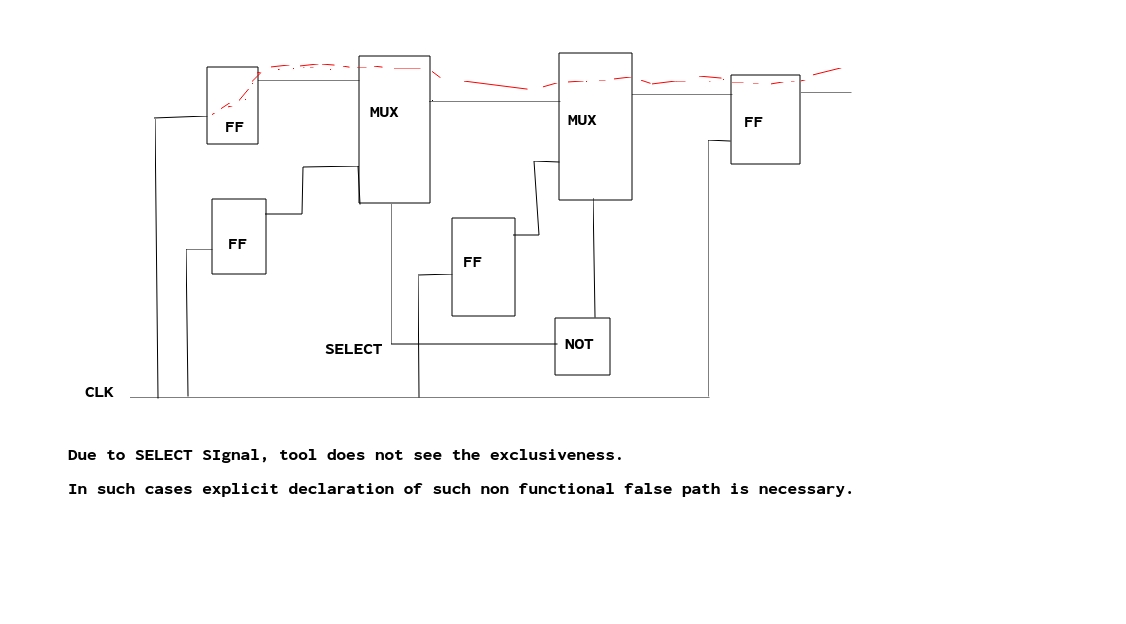 MUX
MUX
FF
FF
FF
FF
NOT
SELECT
CLK
Due to SELECT SIgnal, tool does not see the exclusiveness.
In such cases explicit declaration of such non functional false path is necessary.